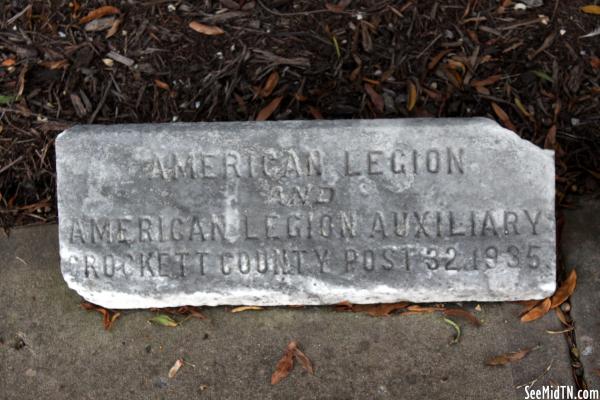 AMERICAN LEGION
AND
AMERICAN LEGION AUXILIARY
CROCKETT COUNTY POST 32.1935.
SeeMidTN.com